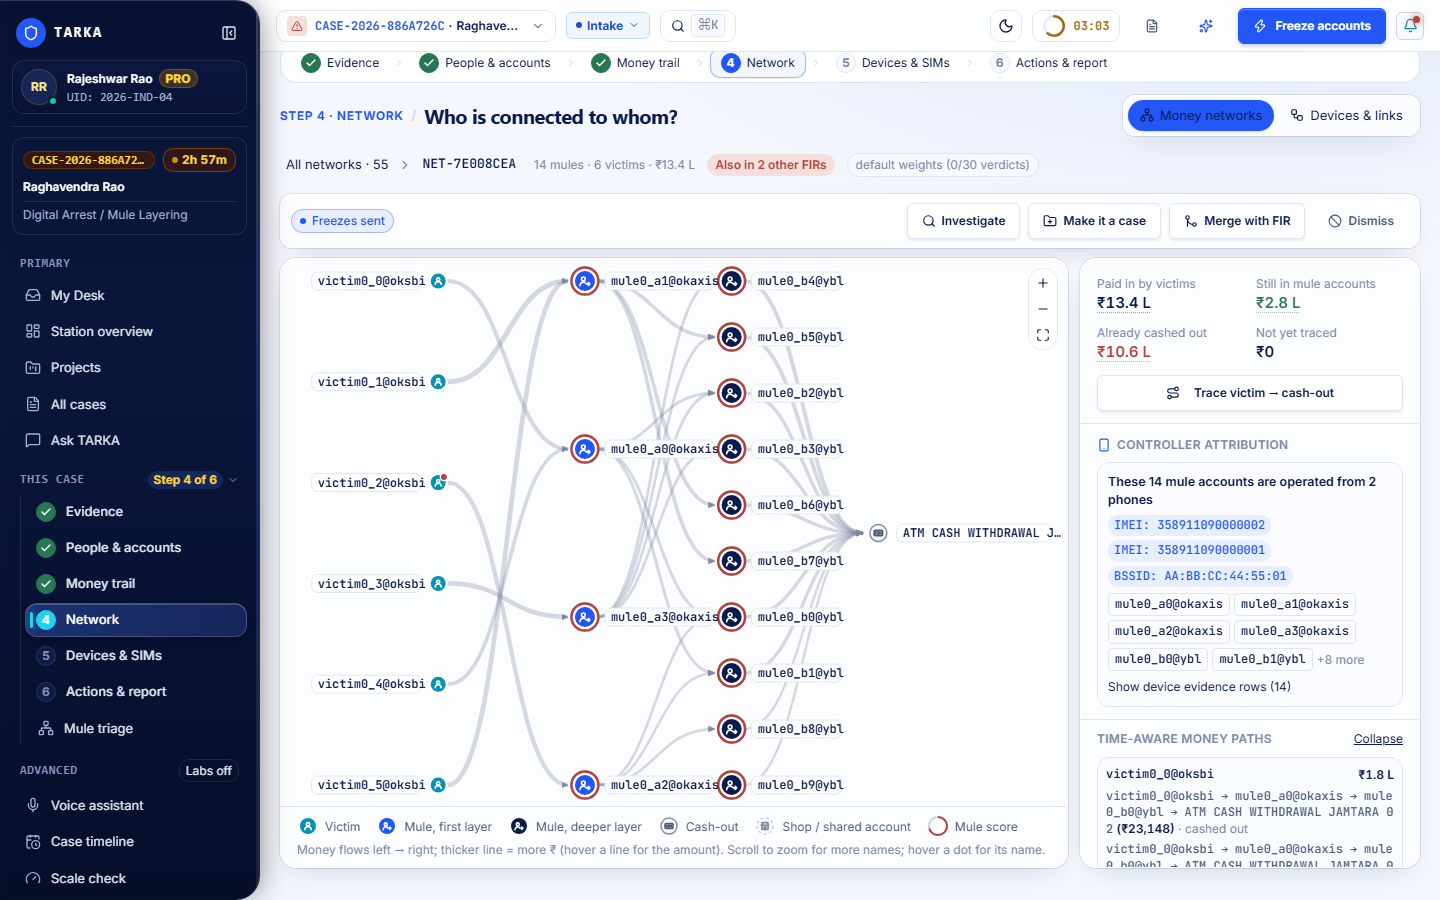 TARKA
RR
Rajeshwar Rao PRO
UID: 2026-IND-04
CASE-2026-886A72… 2h 57m
Raghavendra Rao
Digital Arrest / Mule Layering
PRIMARY
My Desk
Station overview
Projects
All cases
Ask TARKA
THIS CASE Step 4 of 6
Evidence
People & accounts
Money trail
4 Network
5 Devices & SIMs
6 Actions & report
Mule triage
ADVANCED Labs off
Voice assistant
Case timeline
Scale check
CASE-2026-886A726C · Raghave… Intake ⌘K 03:03 Freeze accounts
Evidence People & accounts Money trail 4 Network 5 Devices & SIMs 6 Actions & report
STEP 4 · NETWORK / Who is connected to whom? Money networks Devices & links
All networks · 55 > NET-7E008CEA 14 mules · 6 victims · ₹13.4 L Also in 2 other FIRs default weights (0/30 verdicts)
Freezes sent Investigate Make it a case Merge with FIR Dismiss
victim0_0@oksbi mule0_a1@okaxis mule0_b4@ybl
mule0_b5@ybl
victim0_1@oksbi mule0_b2@ybl
mule0_a0@okaxis mule0_b3@ybl
victim0_2@oksbi mule0_b6@ybl
ATM CASH WITHDRAWAL J…
mule0_b7@ybl
victim0_3@oksbi
mule0_a3@okaxis mule0_b0@ybl
victim0_4@oksbi mule0_b1@ybl
mule0_b8@ybl
victim0_5@oksbi mule0_a2@okaxis mule0_b9@ybl
Victim Mule, first layer Mule, deeper layer Cash-out Shop / shared account Mule score
Money flows left → right; thicker line = more ₹ (hover a line for the amount). Scroll to zoom for more names; hover a dot for its name.
Paid in by victims Still in mule accounts
₹13.4 L ₹2.8 L
Already cashed out Not yet traced
₹10.6 L ₹0
Trace victim → cash-out
CONTROLLER ATTRIBUTION
These 14 mule accounts are operated from 2
phones
IMEI: 358911090000002
IMEI: 358911090000001
BSSID: AA:BB:CC:44:55:01
mule0_a0@okaxis mule0_a1@okaxis
mule0_a2@okaxis mule0_a3@okaxis
mule0_b0@ybl mule0_b1@ybl +8 more
Show device evidence rows (14)
TIME-AWARE MONEY PATHS Collapse
victim0_0@oksbi ₹1.8 L
victim0_0@oksbi → mule0_a0@okaxis → mule
0_b0@ybl → ATM CASH WITHDRAWAL JAMTARA 0
2 (₹23,148) · cashed out
victim0_0@oksbi → mule0_a0@okaxis → mule
0_b0@ybl → ATM CASH WITHDRAWAL JAMTARA 0